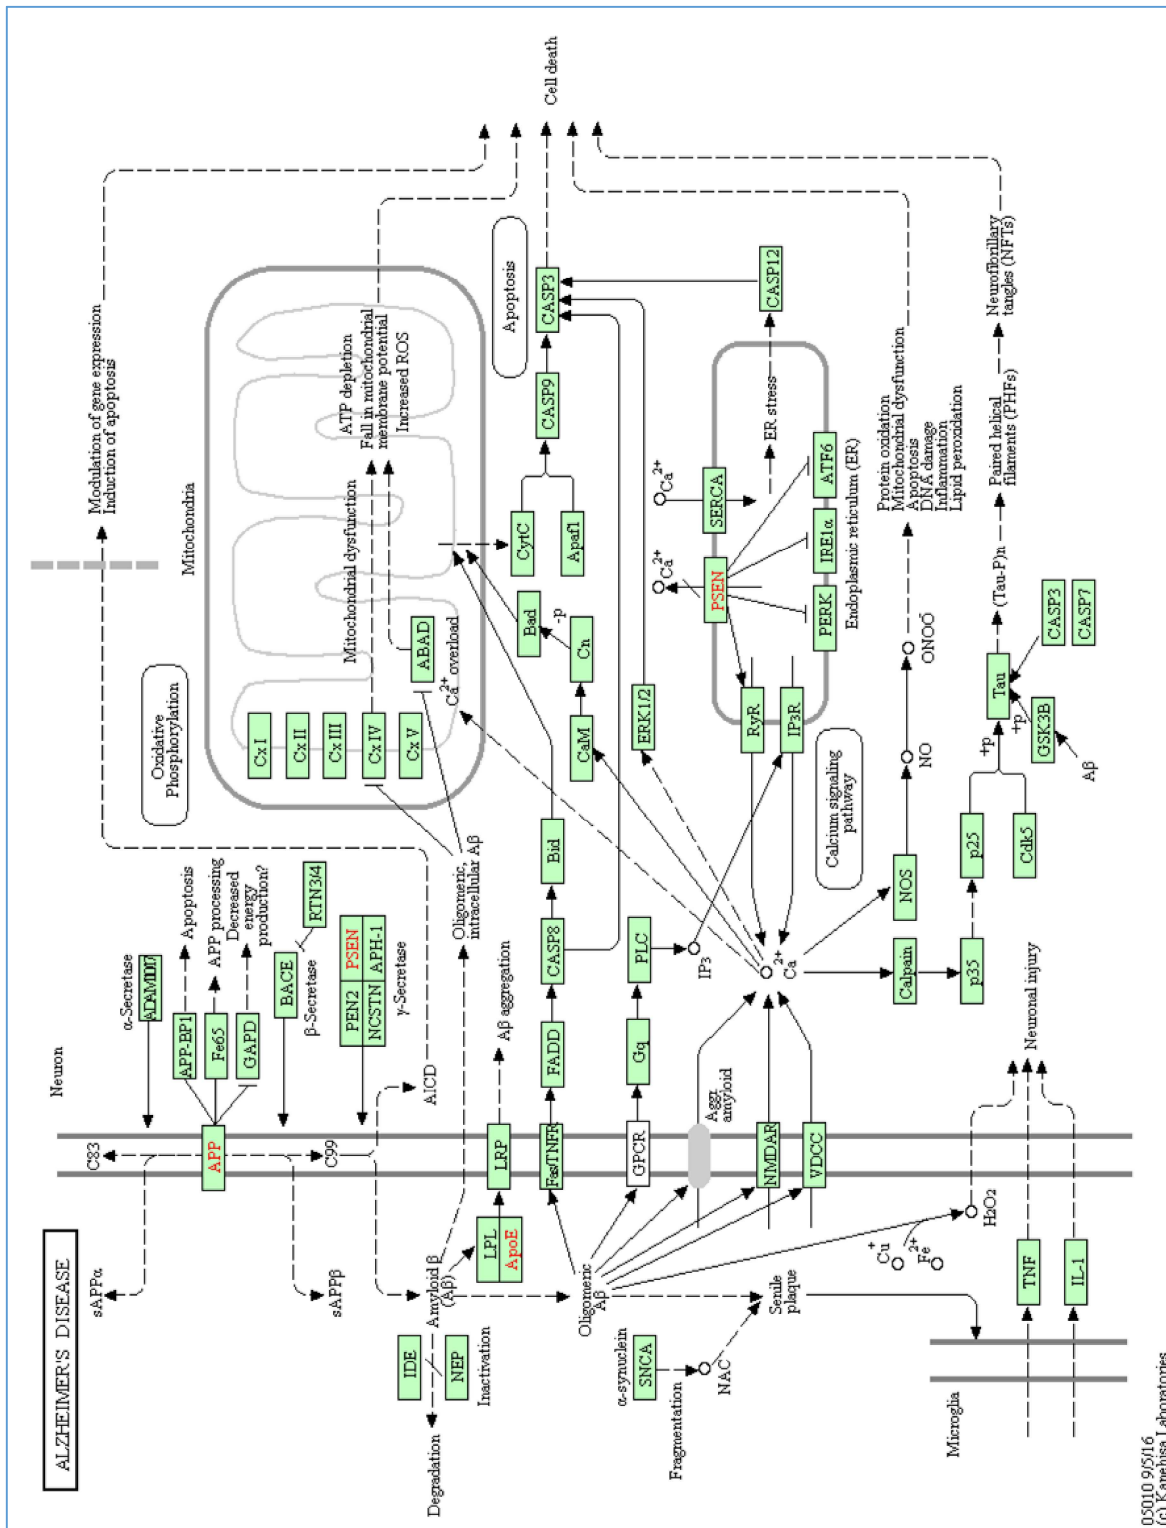 ALZHEIMER'S DISEASE
Neuron
sAPPα
C83
α-Secretase
ADAM10/17
APP
APP-BP1
Apoptosis
Fe65
APP processing
GAPD
Decreased
energy
production?
sAPPβ
C99
BACE
β-Secretase
RTN3/4
PEN2
PSEN
NCSTN
APH-1
γ-Secretase
AICD
Modulation of gene expression
Induction of apoptosis
Oxidative
Phosphorylation
Mitochondria
Cx I
Cx II
Cx III
Cx IV
Cx V
Mitochondrial dysfunction
ABAD
Ca2+ overload
ATP depletion
Fall in mitochondrial
membrane potential
Increased ROS
Cell death
Degradation
IDE
NEP
Inactivation
Amyloid β
(Aβ)
LPL
ApoE
LRP
Aβ aggregation
Oligomeric,
intracellular Aβ
Fas/TNFR
FADD
CASP8
Bid
Bad
-p
Cn
CaM
CytC
Apaf1
CASP9
CASP3
Apoptosis
Oligomeric
Aβ
GPCR
Gq
PLC
IP3
ERK1/2
α-synuclein
SNCA
Fragmentation
NAC
Senile
plaque
Aggr.
amyloid
NMDAR
VDCC
Ca2+
RyR
IP3R
PSEN
Ca2+
SERCA
Ca2+
PERK
IRE1α
ATF6
Endoplasmic reticulum (ER)
ER stress
CASP12
Calcium signaling
pathway
Cu+
Fe2+
H2O2
Calpain
NOS
NO
ONOO-
Protein oxidation
Mitochondrial dysfunction
Apoptosis
DNA damage
Inflammation
Lipid peroxidation
p35
p25
Cdk5
+p
Tau
+p
GSK3B
Aβ
CASP3
CASP7
(Tau-P)n
Paired helical
filaments (PHFs)
Neurofibrillary
tangles (NFTs)
Microglia
TNF
IL-1
Neuronal injury
05010 9/5/16
(c) Kanehisa Laboratories